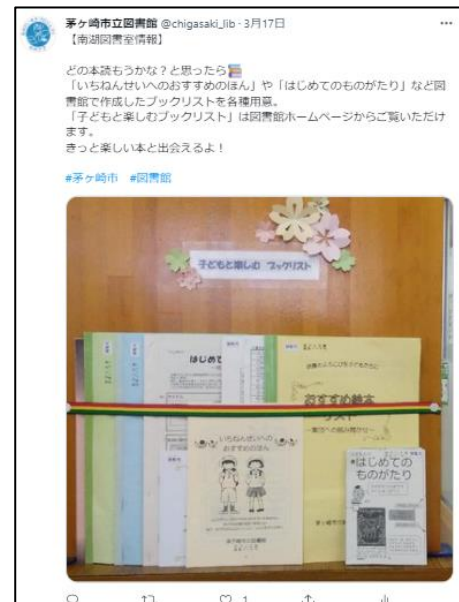 茅ヶ崎市立図書館 @chigasaki_lib · 3月17日
【南湖図書室情報】
どの本読もうかな?と思ったら📚
「いちねんせいへのおすすめのほん」や「はじめてのものがたり」など図
書館で作成したブックリストを各種用意。
「子どもと楽しむブックリスト」は図書館ホームページからご覧いただけ
ます。
きっと楽しい本と出会えるよ!
#茅ヶ崎市 #図書館
子どもと楽しむ ブックリスト
はじめて
おすすめ絵本
リスト
いちねんせいへの
おすすめのほん
はじめての
ものがたり
1